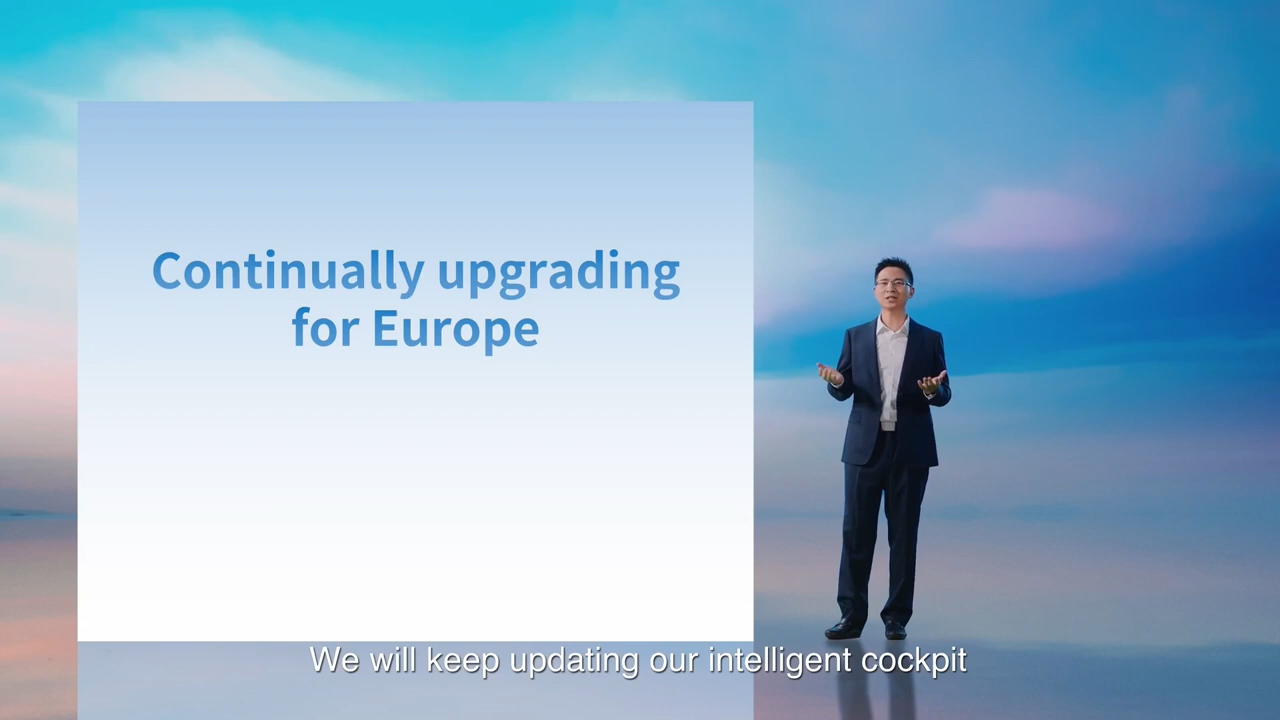 Continually upgrading
for Europe
We will keep updating our intelligent cockpit